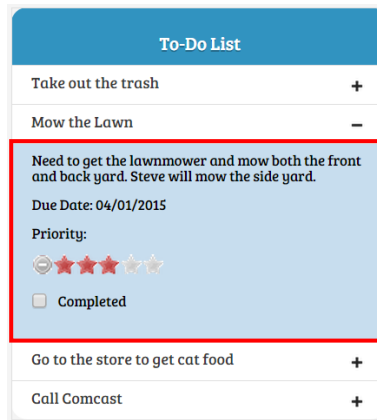 To-Do List
Take out the trash
Mow the Lawn
Need to get the lawnmower and mow both the front
and back yard. Steve will mow the side yard.
Due Date: 04/01/2015
Priority:
Completed
Go to the store to get cat food
Call Comcast